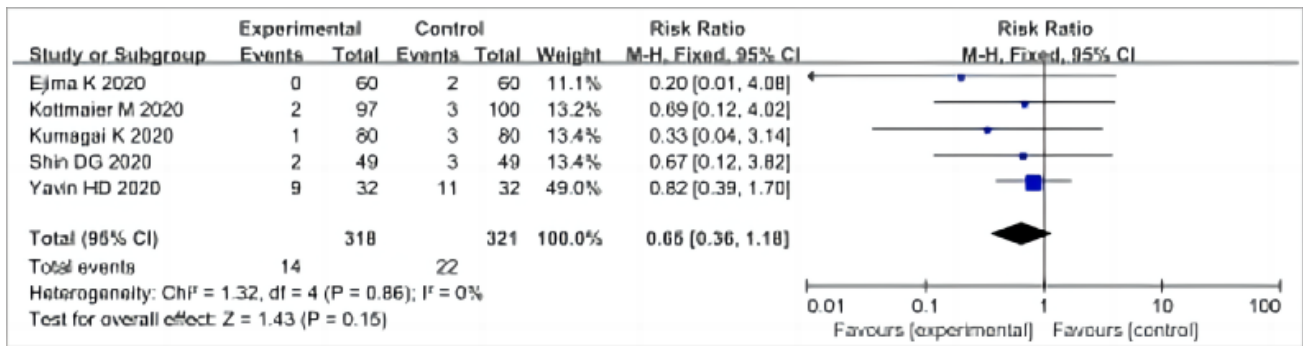 Experimental Control Risk Ratio Risk Ratio
Study or Subgroup Events Total Events Total Weight M-H, Fixed, 95% CI M-H, Fixed, 95% CI
Ejima K 2020 0 60 2 60 11.1% 0.20 [0.01, 4.08]
Kottmaier M 2020 2 97 3 100 13.2% 0.69 [0.12, 4.02]
Kumagai K 2020 1 80 3 80 13.4% 0.33 [0.04, 3.14]
Shin DG 2020 2 49 3 49 13.4% 0.67 [0.12, 3.82]
Yavin HD 2020 9 32 11 32 49.0% 0.82 [0.39, 1.70]
Total (95% CI) 318 321 100.0% 0.65 [0.36, 1.18]
Total events 14 22
Heterogeneity: Chi² = 1.32, df = 4 (P = 0.86); I² = 0%
Test for overall effect: Z = 1.43 (P = 0.15)
0.01 0.1 1 10 100
Favours [experimental] Favours [control]